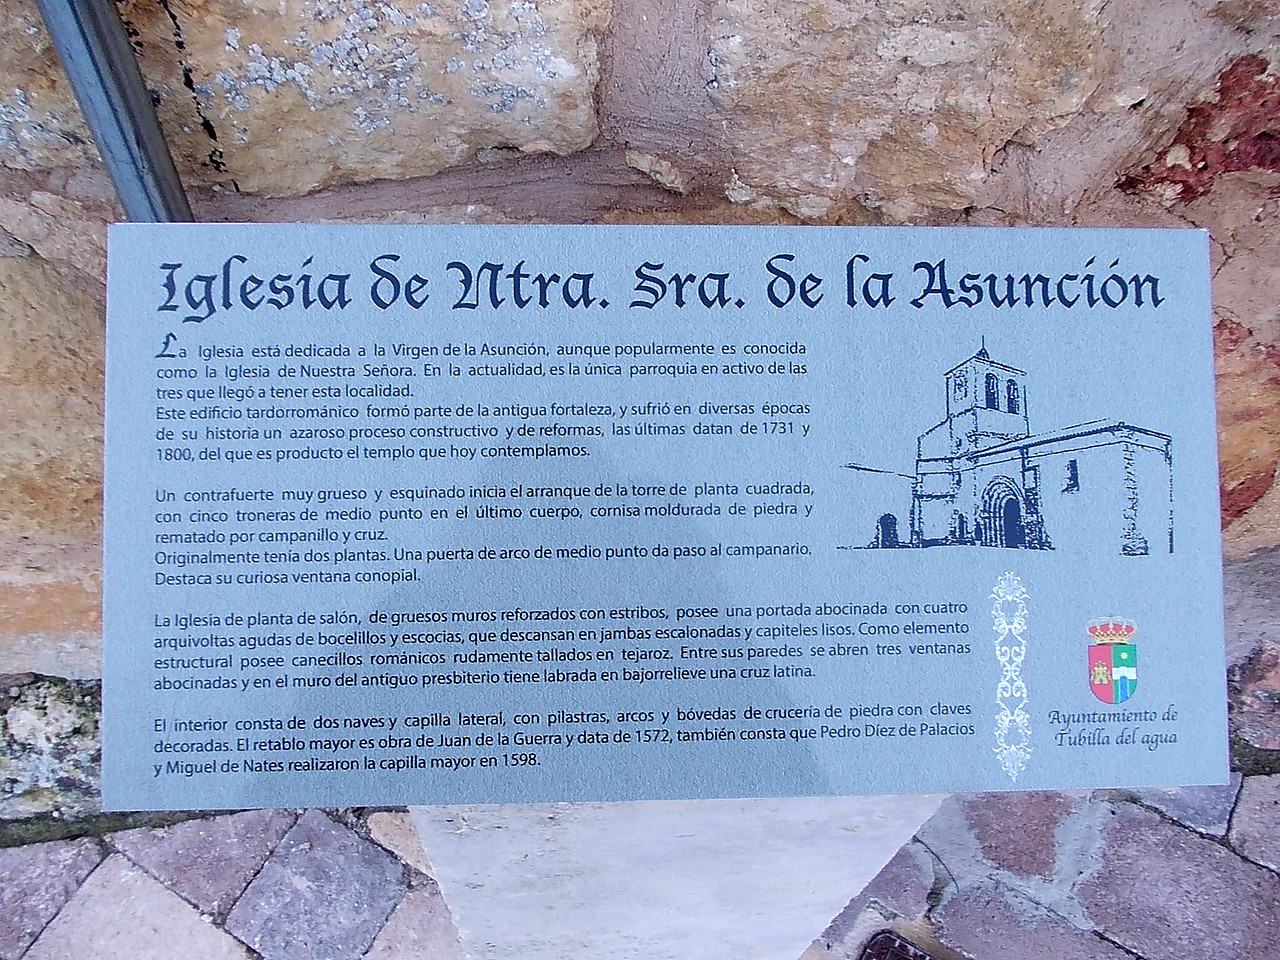 Iglesia de Ntra. Sra. de la Asunción
La Iglesia está dedicada a la Virgen de la Asunción, aunque popularmente es conocida
como la Iglesia de Nuestra Señora. En la actualidad, es la única parroquia en activo de las
tres que llegó a tener esta localidad.
Este edificio tardorrománico formó parte de la antigua fortaleza, y sufrió en diversas épocas
de su historia un azaroso proceso constructivo y de reformas, las últimas datan de 1731 y
1800, del que es producto el templo que hoy contemplamos.
Un contrafuerte muy grueso y esquinado inicia el arranque de la torre de planta cuadrada,
con cinco troneras de medio punto en el último cuerpo, cornisa moldurada de piedra y
rematado por campanillo y cruz.
Originalmente tenía dos plantas. Una puerta de arco de medio punto da paso al campanario.
Destaca su curiosa ventana conopial.
La Iglesia de planta de salón, de gruesos muros reforzados con estribos, posee una portada abocinada con cuatro
arquivoltas agudas de bocelillos y escocias, que descansan en jambas escalonadas y capiteles lisos. Como elemento
estructural posee canecillos románicos rudamente tallados en tejaroz. Entre sus paredes se abren tres ventanas
abocinadas y en el muro del antiguo presbiterio tiene labrada en bajorrelieve una cruz latina.
El interior consta de dos naves y capilla lateral, con pilastras, arcos y bóvedas de crucería de piedra con claves
decoradas. El retablo mayor es obra de Juan de la Guerra y data de 1572, también consta que Pedro Díez de Palacios
y Miguel de Nates realizaron la capilla mayor en 1598.
Ayuntamiento de
Tubilla del agua